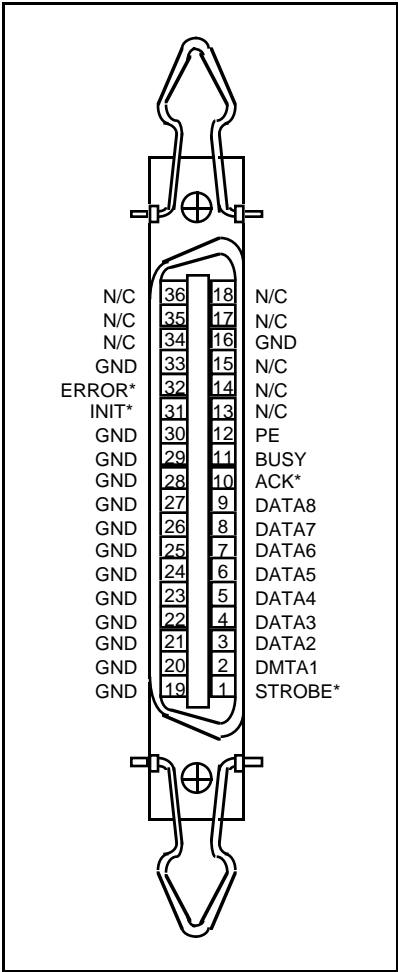 N/C 36 18 N/C
N/C 35 17 N/C
N/C 34 16 GND
GND 33 15 N/C
ERROR* 32 14 N/C
INIT* 31 13 N/C
GND 30 12 PE
GND 29 11 BUSY
GND 28 10 ACK*
GND 27 9 DATA8
GND 26 8 DATA7
GND 25 7 DATA6
GND 24 6 DATA5
GND 23 5 DATA4
GND 22 4 DATA3
GND 21 3 DATA2
GND 20 2 DMTA1
GND 19 1 STROBE*